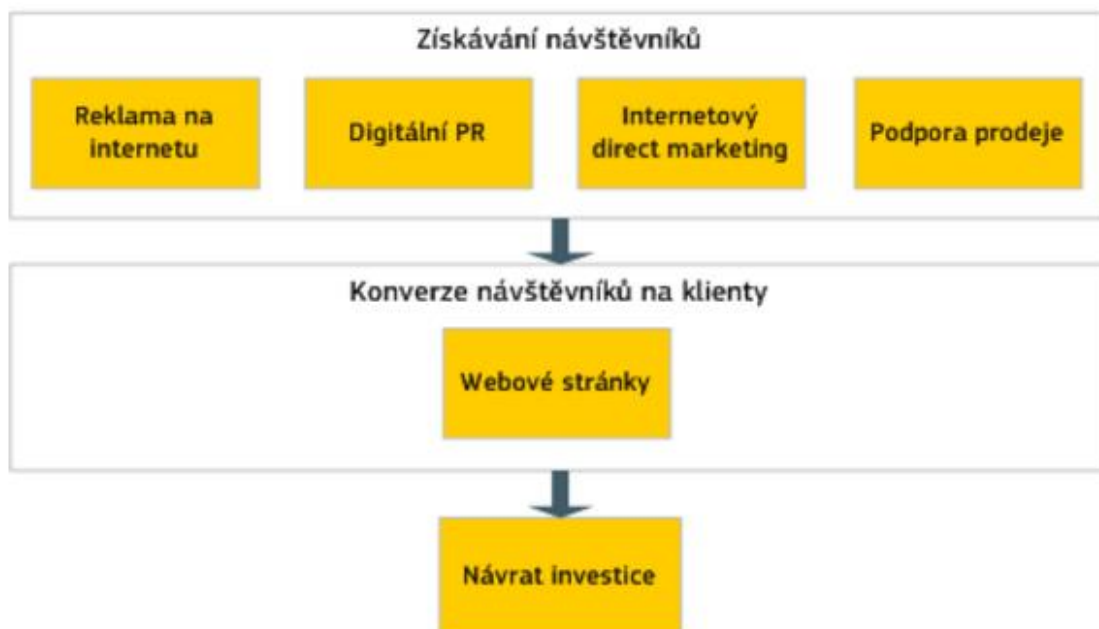 Získávání návštěvníků
Reklama na
internetu
Digitální PR
Internetový
direct marketing
Podpora prodeje
Konverze návštěvníků na klienty
Webové stránky
Návrat investice